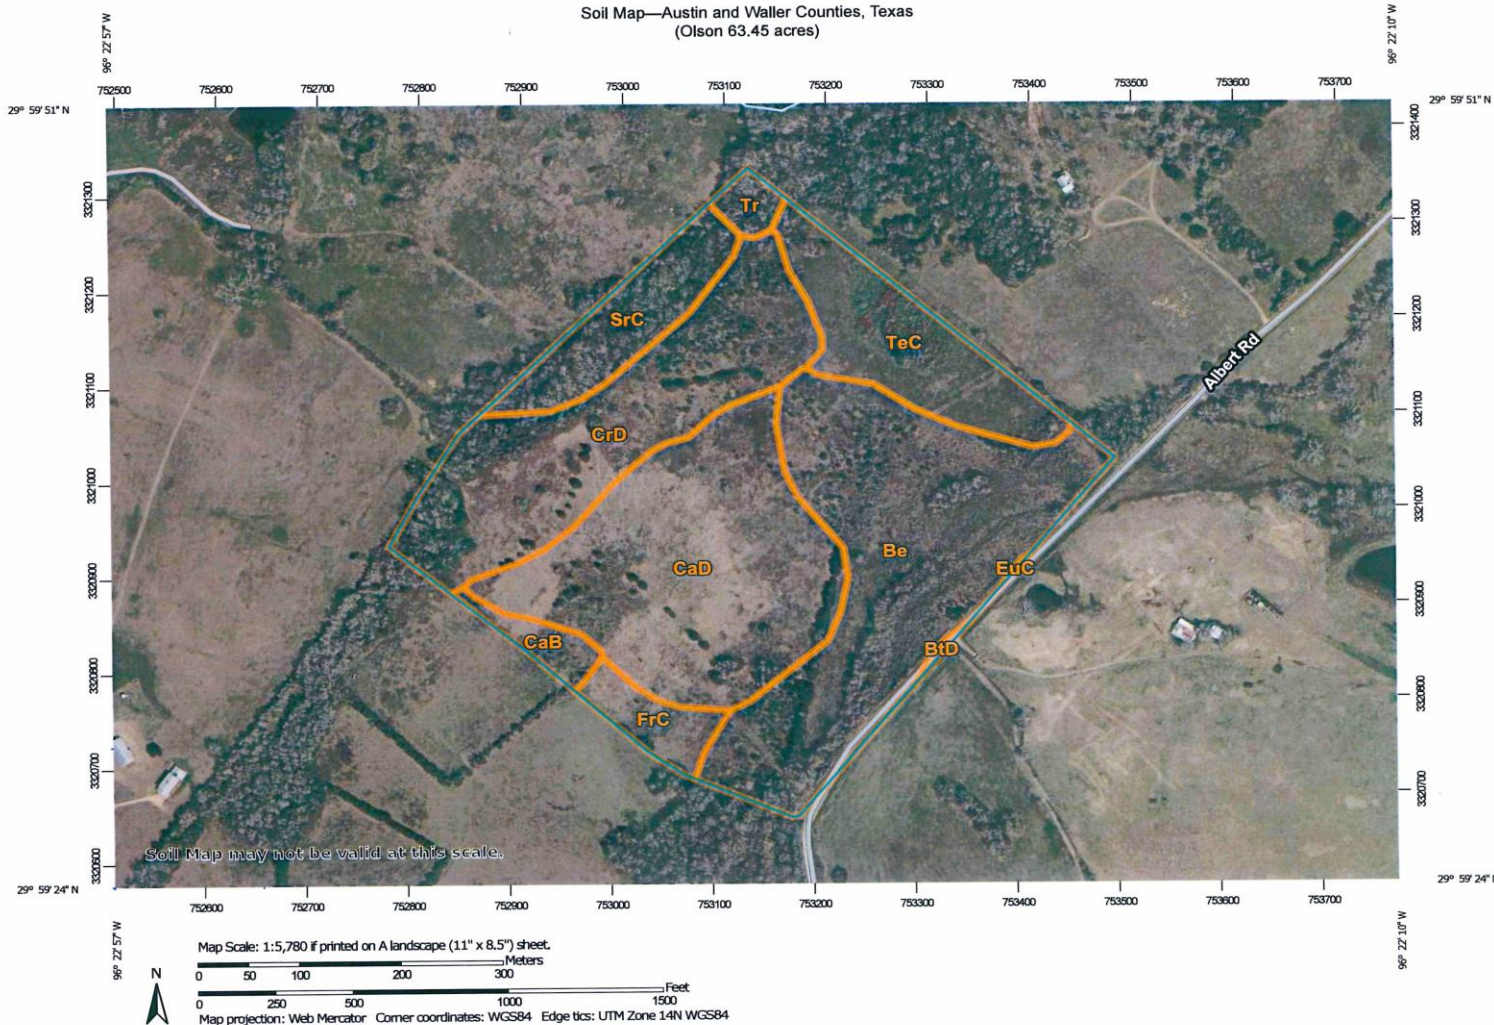 Soil Map—Austin and Waller Counties, Texas
(Olson 63.45 acres)
96° 22' 57" W
96° 22' 10" W
752500 752600 752700 752800 752900 753000 753100 753200 753300 753400 753500 753600 753700
29° 59' 51" N
29° 59' 51" N
3321300
3321200
3321100
3321000
3320900
3320800
3320700
3320600
3321400
3321300
3321200
3321100
3321000
3320900
3320800
3320700
Tr
SrC
TeC
Albert Rd
CrD
Be
CaD
EuC
CaB
BtD
FrC
Soil Map may not be valid at this scale.
29° 59' 24" N
29° 59' 24" N
752600 752700 752800 752900 753000 753100 753200 753300 753400 753500 753600 753700
96° 22' 57" W
96° 22' 10" W
Map Scale: 1:5,780 if printed on A landscape (11" x 8.5") sheet.
Meters
0 50 100 200 300
N
Feet
0 250 500 1000 1500
Map projection: Web Mercator Corner coordinates: WGS84 Edge tics: UTM Zone 14N WGS84